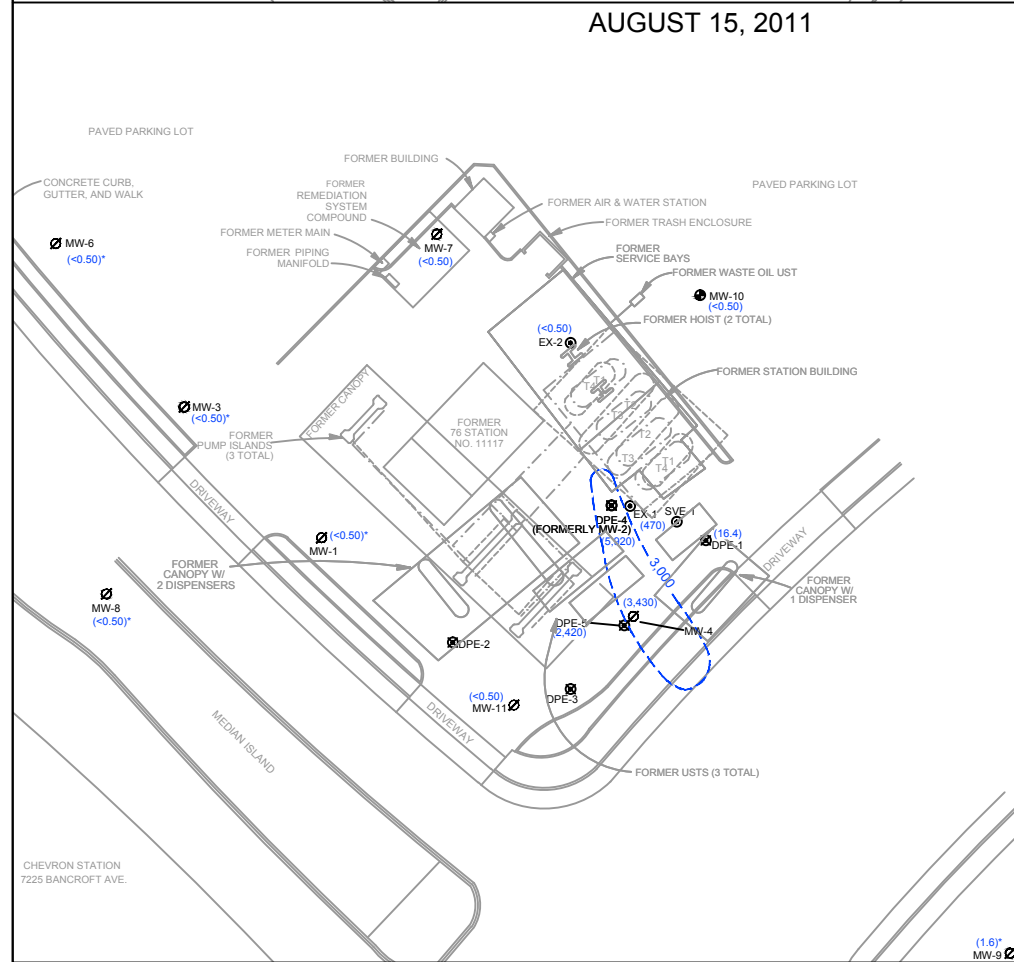 AUGUST 15, 2011
PAVED PARKING LOT
FORMER BUILDING
CONCRETE CURB,
GUTTER, AND WALK
FORMER
REMEDIATION
SYSTEM
COMPOUND
PAVED PARKING LOT
FORMER AIR & WATER STATION
FORMER TRASH ENCLOSURE
FORMER METER MAIN
MW-6
(<0.50)*
MW-7
(<0.50)
FORMER PIPING
MANIFOLD
FORMER
SERVICE BAYS
FORMER WASTE OIL UST
MW-10
(<0.50)
FORMER HOIST (2 TOTAL)
(<0.50)
EX-2
FORMER STATION BUILDING
FORMER CANOPY
T1
T4
T2
T3
T2
T3
T1
T4
MW-3
(<0.50)*
FORMER
76 STATION
NO. 11117
FORMER
PUMP ISLANDS
(3 TOTAL)
DRIVEWAY
EX-1
(470)
SVE-1
DPE-4
(FORMERLY MW-2)
(5,920)
(16.4)
DPE-1
DRIVEWAY
(<0.50)*
MW-1
3,000
FORMER
CANOPY W/
2 DISPENSERS
FORMER
CANOPY W/
1 DISPENSER
MW-8
(<0.50)*
(3,430)
MW-4
DPE-5
(2,420)
DPE-2
DPE-3
(<0.50)
MW-11
DRIVEWAY
MEDIAN ISLAND
FORMER USTS (3 TOTAL)
CHEVRON STATION
7225 BANCROFT AVE.
(1.6)*
MW-9